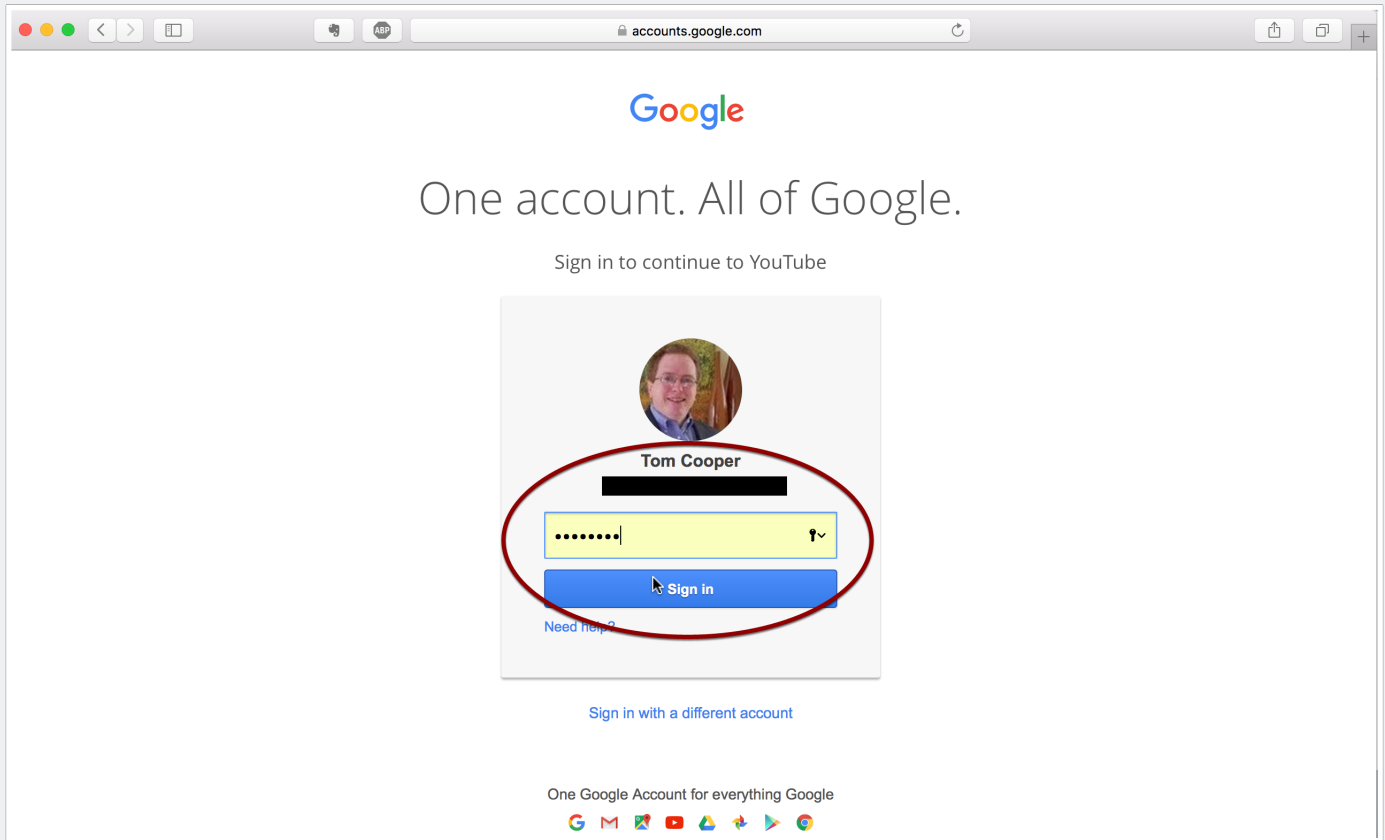 ABP
accounts.google.com
Google
One account. All of Google.
Sign in to continue to YouTube
Tom Cooper
Sign in
Need help?
Sign in with a different account
One Google Account for everything Google